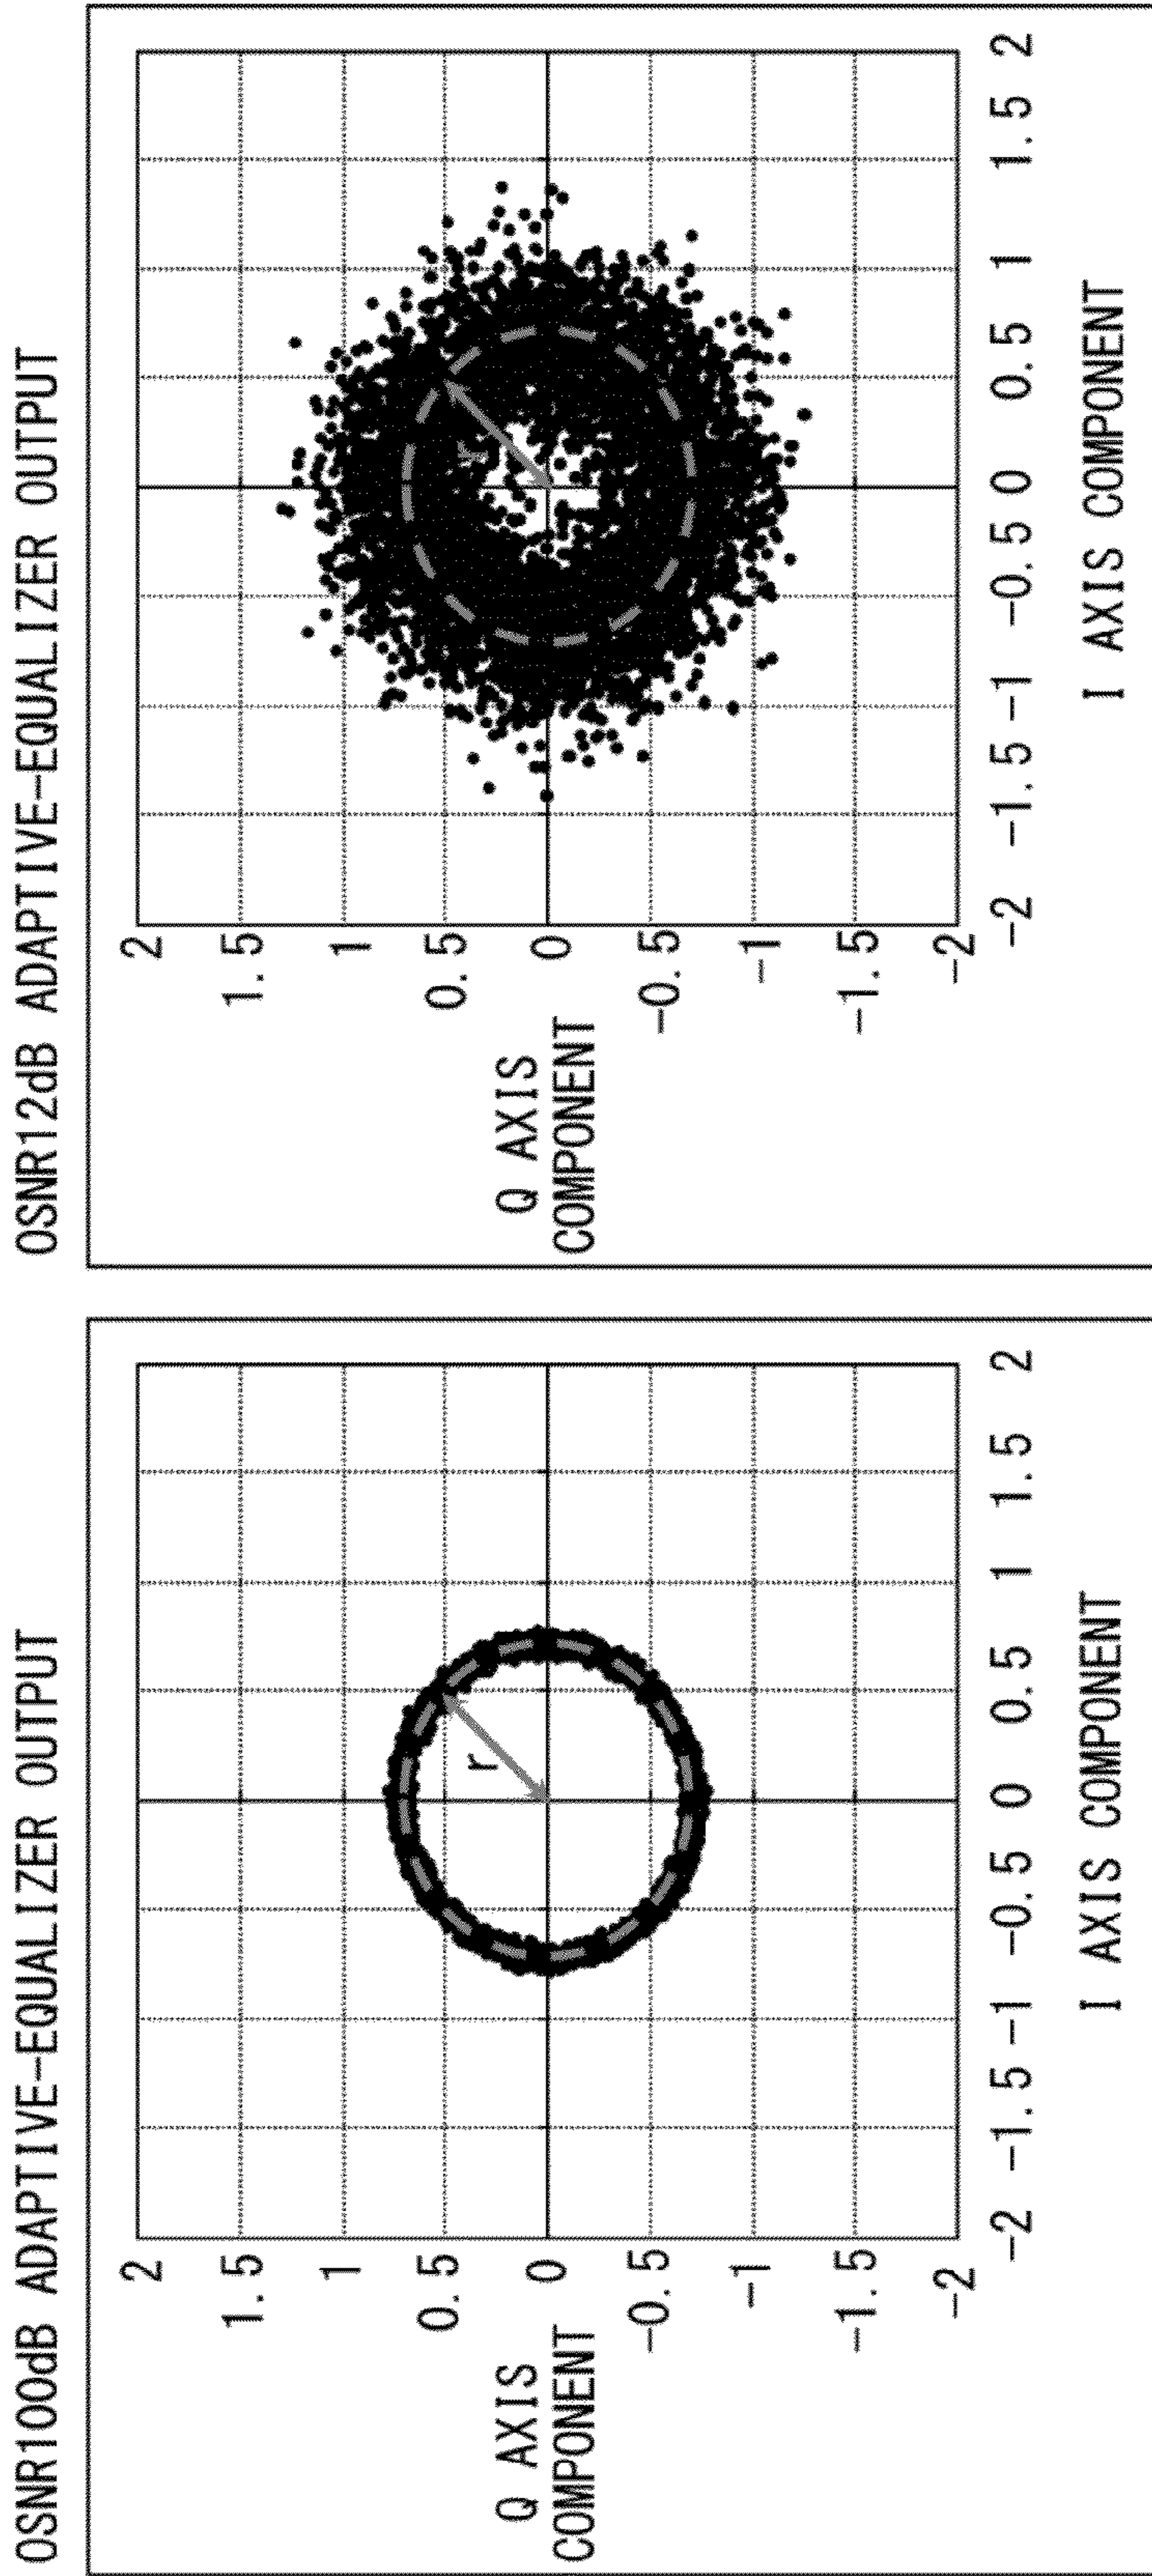 OSNR100dB ADAPTIVE-EQUALIZER OUTPUT
Q AXIS
COMPONENT
2
1.5
1
0.5
0
-0.5
-1
-1.5
-2
r
-2 -1.5 -1 -0.5 0 0.5 1 1.5 2
I AXIS COMPONENT
OSNR12dB ADAPTIVE-EQUALIZER OUTPUT
Q AXIS
COMPONENT
2
1.5
1
0.5
0
-0.5
-1
-1.5
-2
r
-2 -1.5 -1 -0.5 0 0.5 1 1.5 2
I AXIS COMPONENT